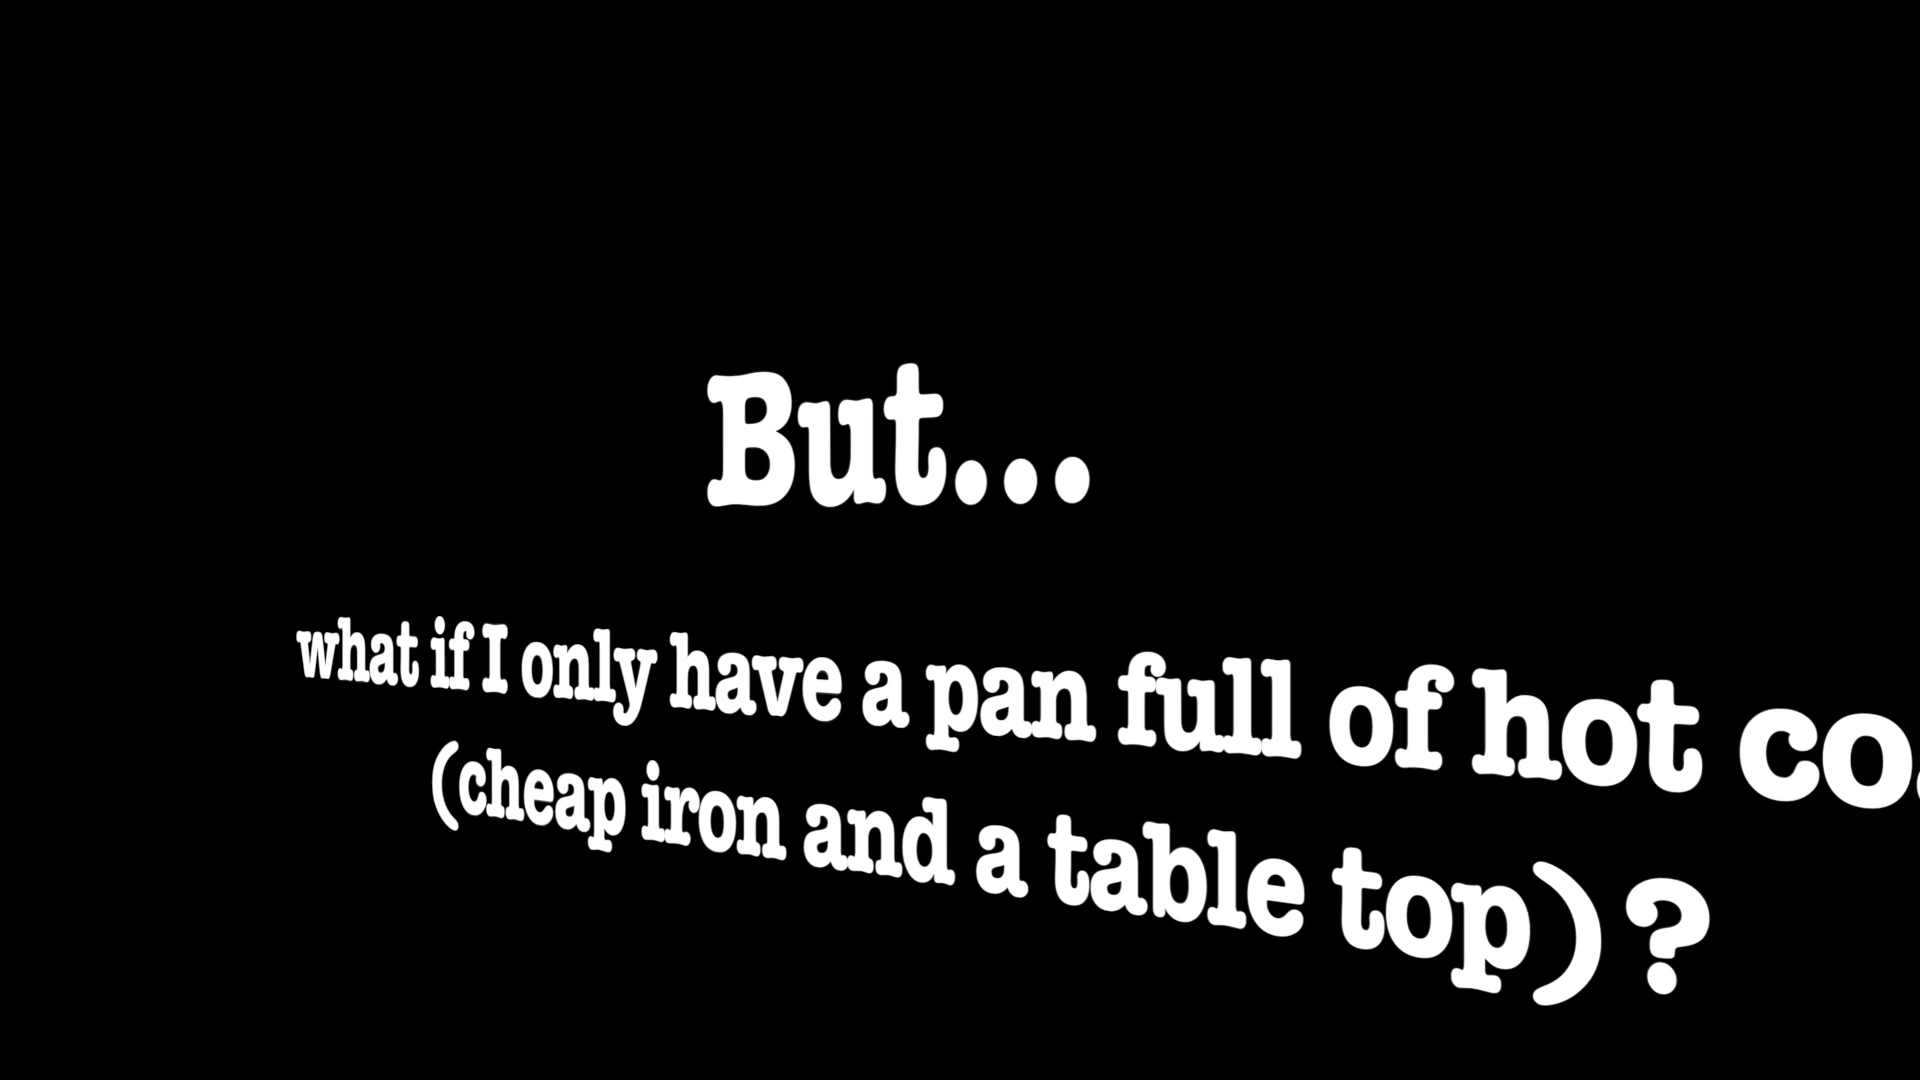 But...
what if I only have a pan full of hot
(cheap iron and a table top)?